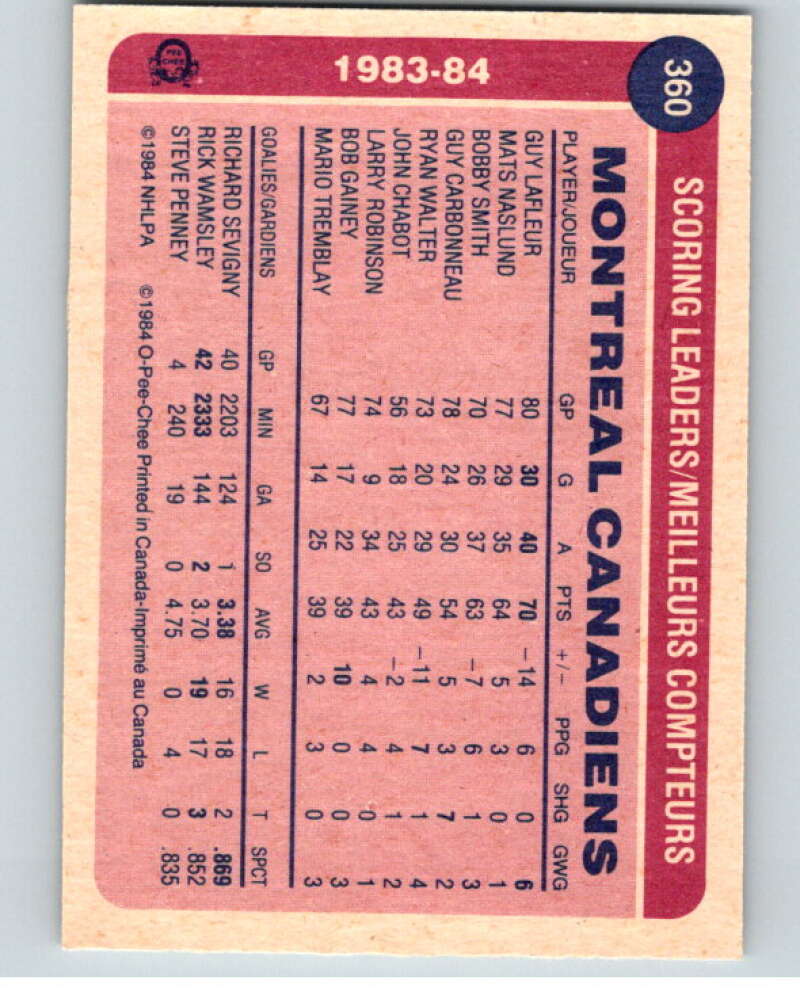 360
SCORING LEADERS/MEILLEURS COMPTEURS
1983-84
MONTREAL CANADIENS
PLAYER/JOUEUR GP G A PTS +/- PPG SHG GWG
GUY LAFLEUR 80 30 40 70 -14 6 0 6
MATS NASLUND 77 29 35 64 5 3 0 1
BOBBY SMITH 70 26 37 63 -7 6 1 3
GUY CARBONNEAU 78 24 30 54 5 3 7 2
RYAN WALTER 73 20 29 49 -11 7 1 4
JOHN CHABOT 56 18 25 43 -2 4 1 2
LARRY ROBINSON 74 9 34 43 4 4 0 1
BOB GAINEY 77 17 22 39 10 0 0 3
MARIO TREMBLAY 67 14 25 39 2 3 0 3
GOALIES/GARDIENS GP MIN GA SO AVG W L T SPCT
RICHARD SEVIGNY 40 2203 124 1 3.38 16 18 2 .869
RICK WAMSLEY 42 2333 144 2 3.70 19 17 3 .852
STEVE PENNEY 4 240 19 0 4.75 0 4 0 .835
©1984 NHLPA ©1984 O-Pee-Chee Printed in Canada-Imprimé au Canada